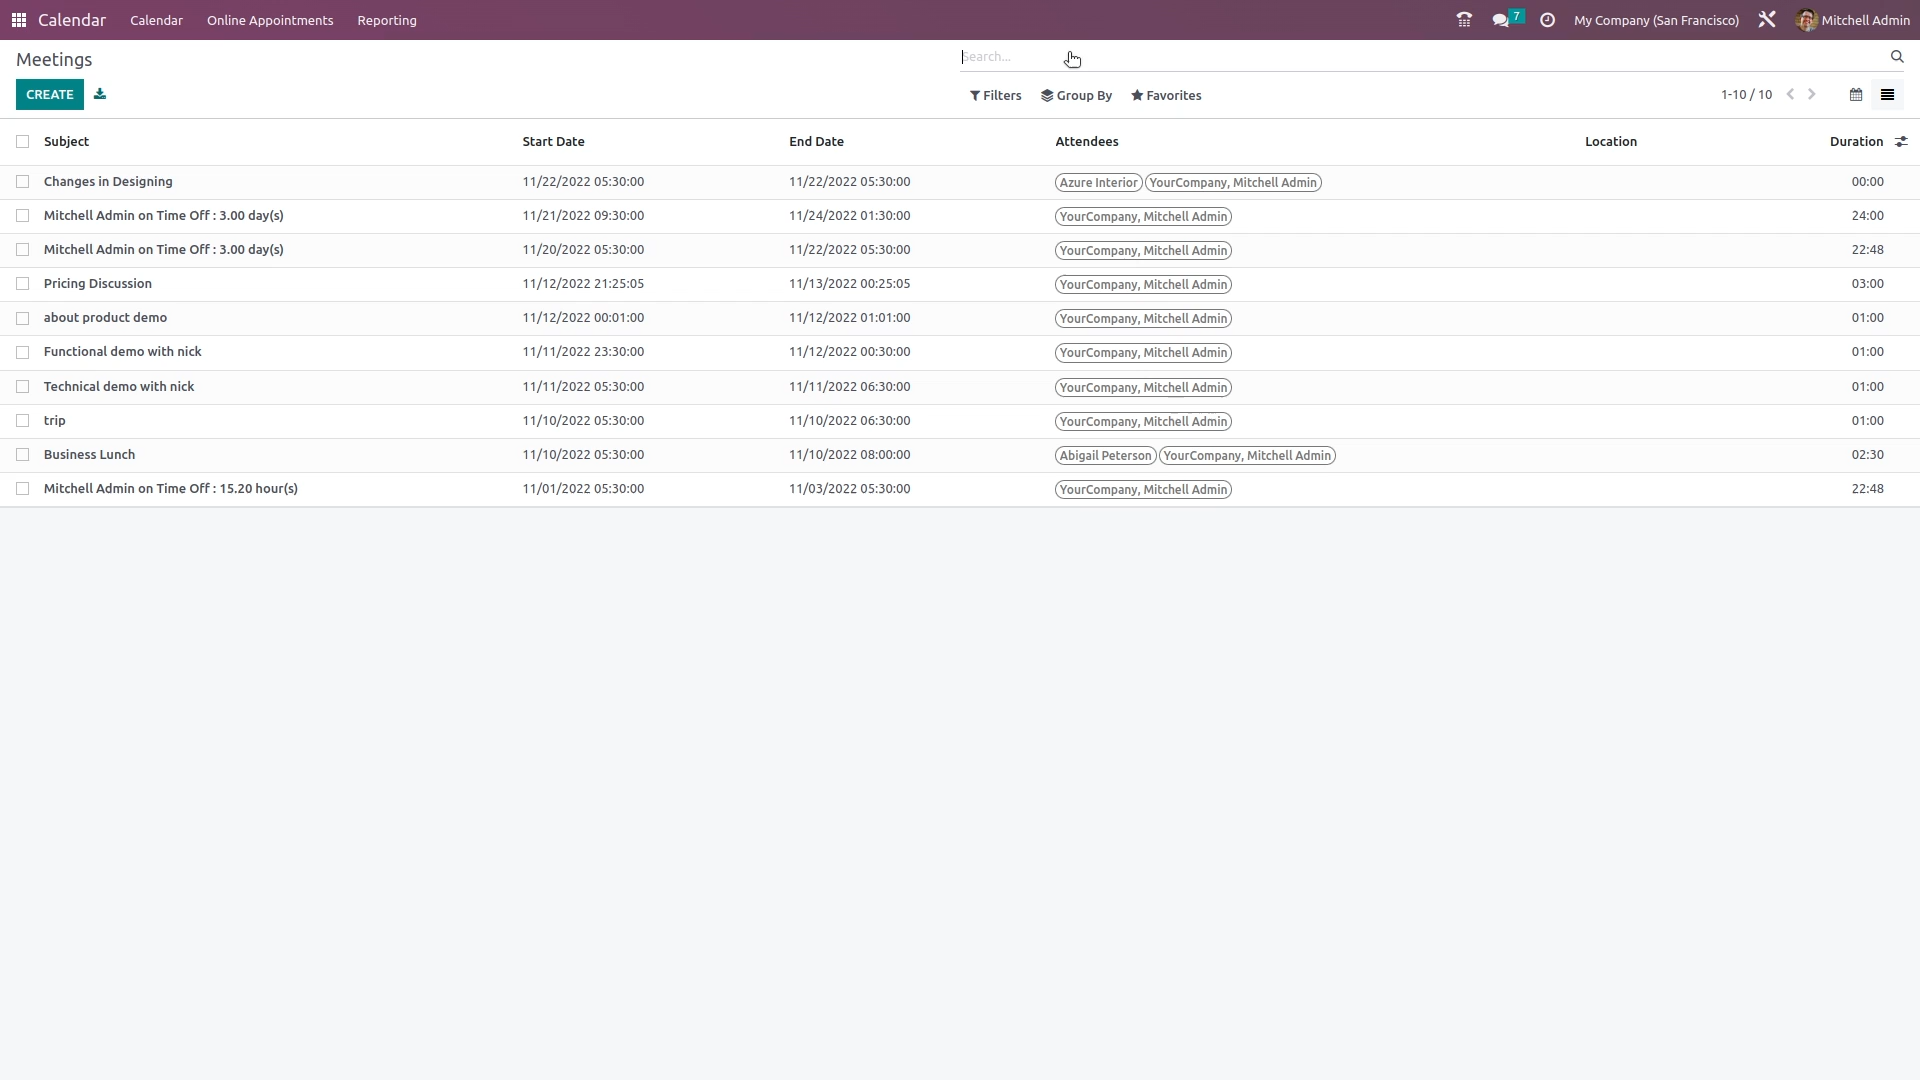 Calendar Calendar Online Appointments Reporting 7 My Company (San Francisco) Mitchell Admin
Meetings Search...
CREATE Filters Group By Favorites 1-10 / 10
Subject Start Date End Date Attendees Location Duration
Changes in Designing 11/22/2022 05:30:00 11/22/2022 05:30:00 Azure Interior YourCompany, Mitchell Admin 00:00
Mitchell Admin on Time Off : 3.00 day(s) 11/21/2022 09:30:00 11/24/2022 01:30:00 YourCompany, Mitchell Admin 24:00
Mitchell Admin on Time Off : 3.00 day(s) 11/20/2022 05:30:00 11/22/2022 05:30:00 YourCompany, Mitchell Admin 22:48
Pricing Discussion 11/12/2022 21:25:05 11/13/2022 00:25:05 YourCompany, Mitchell Admin 03:00
about product demo 11/12/2022 00:01:00 11/12/2022 01:01:00 YourCompany, Mitchell Admin 01:00
Functional demo with nick 11/11/2022 23:30:00 11/12/2022 00:30:00 YourCompany, Mitchell Admin 01:00
Technical demo with nick 11/11/2022 05:30:00 11/11/2022 06:30:00 YourCompany, Mitchell Admin 01:00
trip 11/10/2022 05:30:00 11/10/2022 06:30:00 YourCompany, Mitchell Admin 01:00
Business Lunch 11/10/2022 05:30:00 11/10/2022 08:00:00 Abigail Peterson YourCompany, Mitchell Admin 02:30
Mitchell Admin on Time Off : 15.20 hour(s) 11/01/2022 05:30:00 11/03/2022 05:30:00 YourCompany, Mitchell Admin 22:48